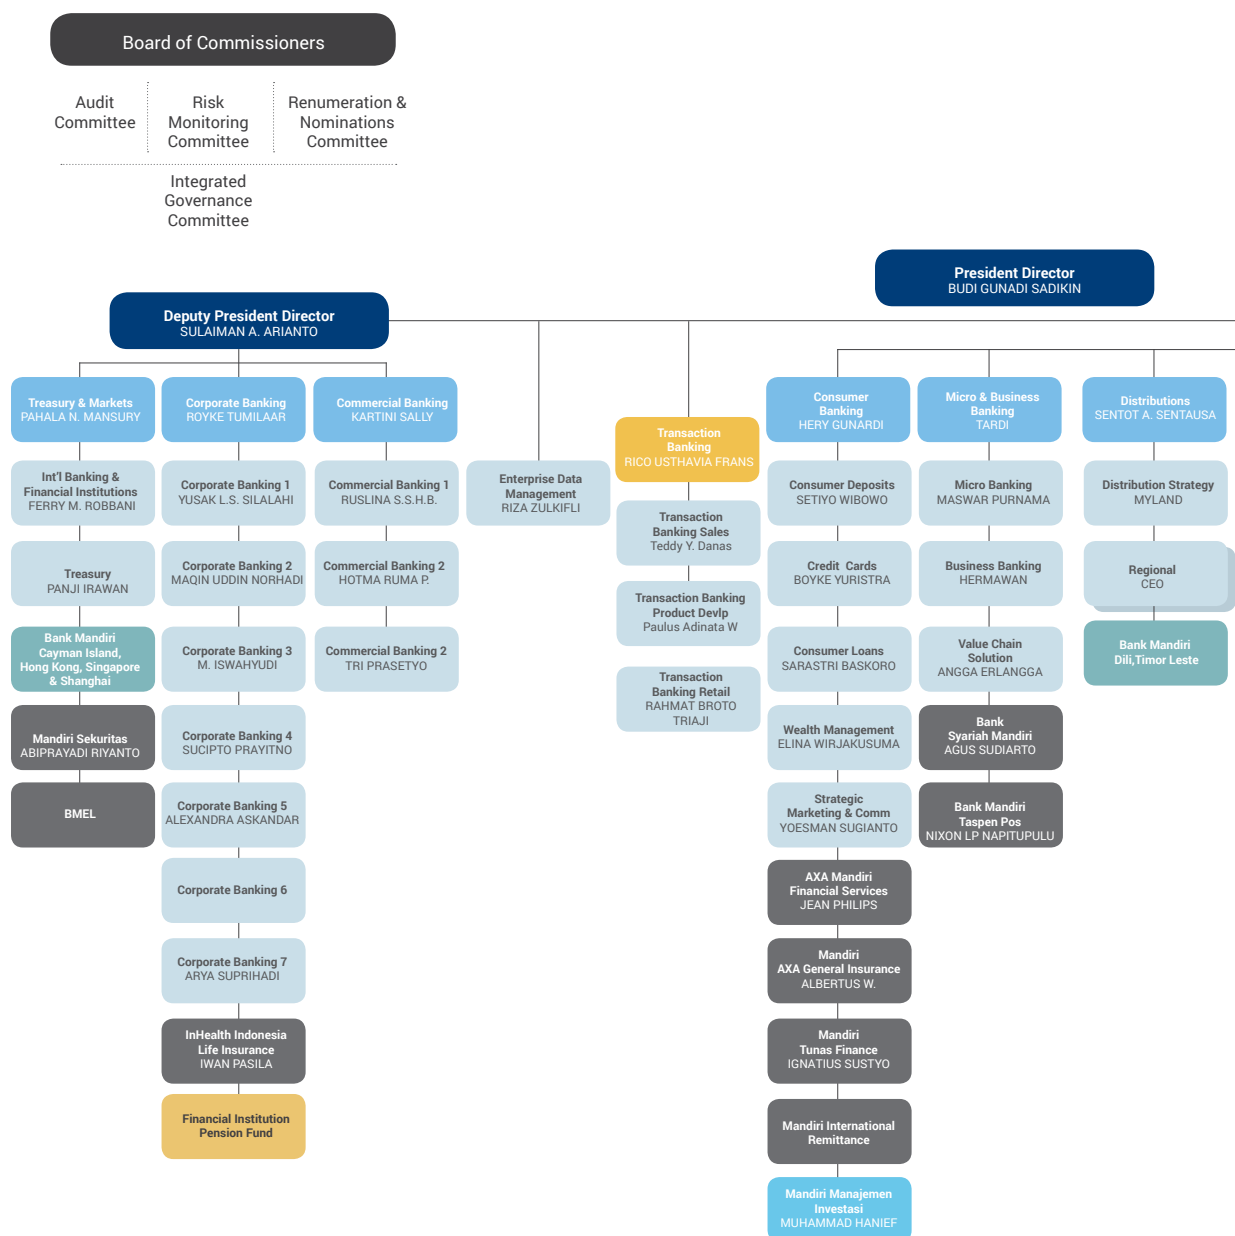 Board of Commissioners
Audit
Committee
Risk
Monitoring
Committee
Renumeration &
Nominations
Committee
Integrated
Governance
Committee
President Director
BUDI GUNADI SADIKIN
Deputy President Director
SULAIMAN A. ARIANTO
Treasury & Markets
PAHALA N. MANSURY
Int'l Banking &
Financial Institutions
FERRY M. ROBBANI
Treasury
PANJI IRAWAN
Bank Mandiri
Cayman Island,
Hong Kong, Singapore
& Shanghai
Mandiri Sekuritas
ABIPRAYADI RIYANTO
BMEL
Corporate Banking
ROYKE TUMILAAR
Corporate Banking 1
YUSAK L.S. SILALAHI
Corporate Banking 2
MAQIN UDDIN NORHADI
Corporate Banking 3
M. ISWAHYUDI
Corporate Banking 4
SUCIPTO PRAYITNO
Corporate Banking 5
ALEXANDRA ASKANDAR
Corporate Banking 6
Corporate Banking 7
ARYA SUPRIHADI
InHealth Indonesia
Life Insurance
IWAN PASILA
Financial Institution
Pension Fund
Commercial Banking
KARTINI SALLY
Commercial Banking 1
RUSLINA S.S.H.B.
Commercial Banking 2
HOTMA RUMA P.
Commercial Banking 2
TRI PRASETYO
Enterprise Data
Management
RIZA ZULKIFLI
Transaction
Banking
RICO USTHAVIA FRANS
Transaction
Banking Sales
Teddy Y. Danas
Transaction Banking
Product Devlp
Paulus Adinata W
Transaction
Banking Retail
RAHMAT BROTO
TRIAJI
Consumer
Banking
HERY GUNARDI
Consumer Deposits
SETIYO WIBOWO
Credit Cards
BOYKE YURISTRA
Consumer Loans
SARASTRI BASKORO
Wealth Management
ELINA WIRJAKUSUMA
Strategic
Marketing & Comm
YOESMAN SUGIANTO
AXA Mandiri
Financial Services
JEAN PHILIPS
Mandiri
AXA General Insurance
ALBERTUS W.
Mandiri
Tunas Finance
IGNATIUS SUSTYO
Mandiri International
Remittance
Mandiri Manajemen
Investasi
MUHAMMAD HANIEF
Micro & Business
Banking
TARDI
Micro Banking
MASWAR PURNAMA
Business Banking
HERMAWAN
Value Chain
Solution
ANGGA ERLANGGA
Bank
Syariah Mandiri
AGUS SUDIARTO
Bank Mandiri
Taspen Pos
NIXON LP NAPITUPULU
Distributions
SENTOT A. SENTAUSA
Distribution Strategy
MYLAND
Regional
CEO
Bank Mandiri
Dili,Timor Leste